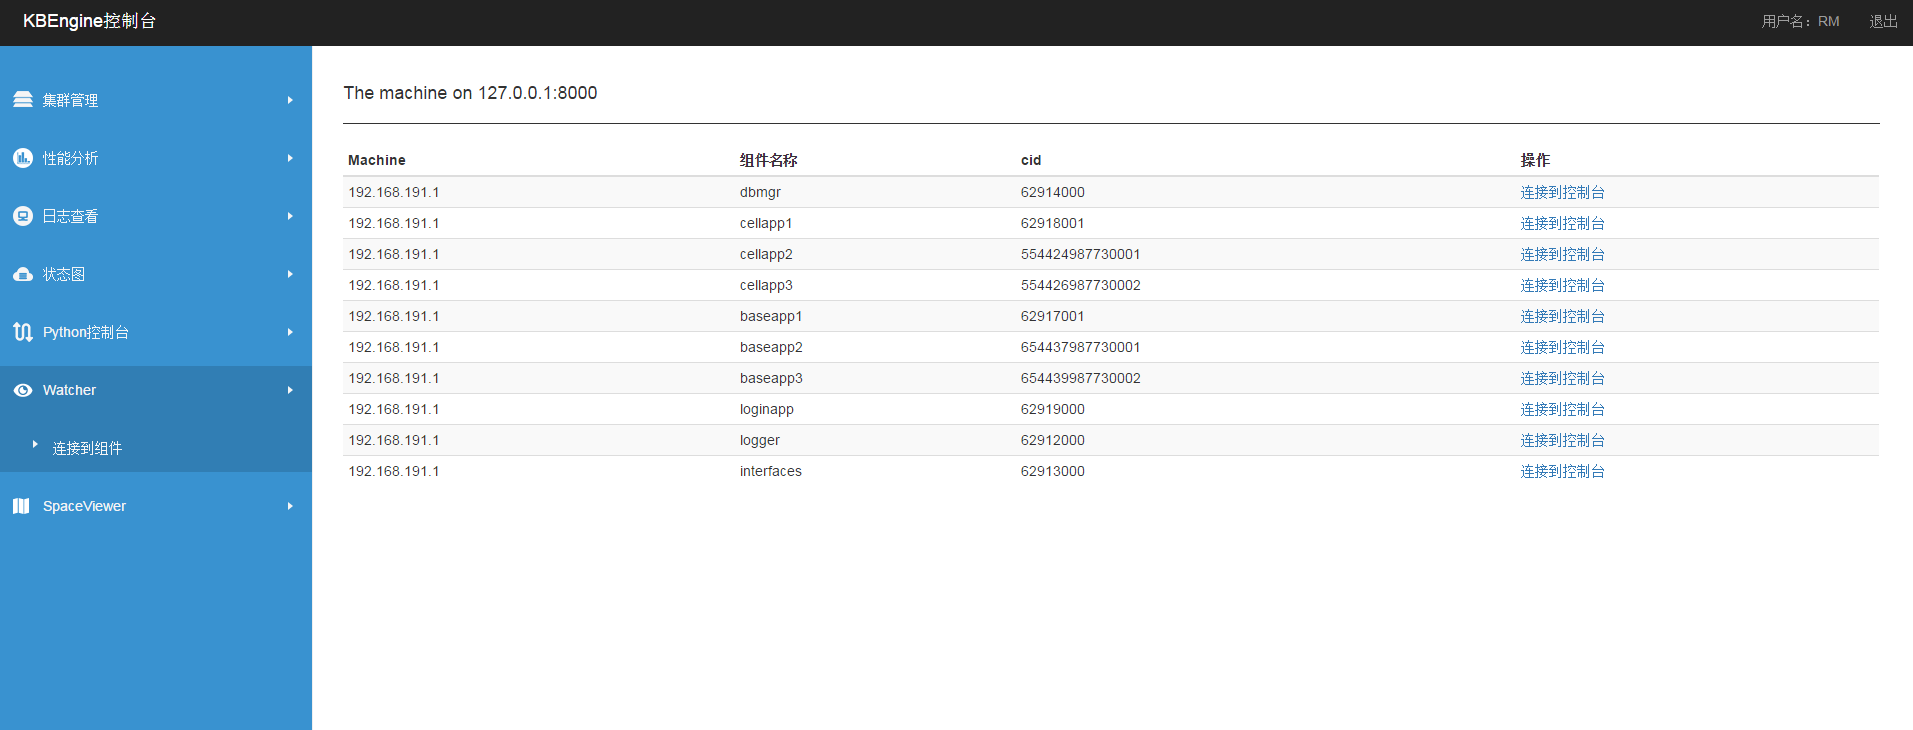 KBEngine控制台 用户名：RM 退出
集群管理
性能分析
日志查看
状态图
Python控制台
Watcher
连接到组件
SpaceViewer
The machine on 127.0.0.1:8000
Machine 组件名称 cid 操作
192.168.191.1 dbmgr 62914000 连接到控制台
192.168.191.1 cellapp1 62918001 连接到控制台
192.168.191.1 cellapp2 554424987730001 连接到控制台
192.168.191.1 cellapp3 554426987730002 连接到控制台
192.168.191.1 baseapp1 62917001 连接到控制台
192.168.191.1 baseapp2 654437987730001 连接到控制台
192.168.191.1 baseapp3 654439987730002 连接到控制台
192.168.191.1 loginapp 62919000 连接到控制台
192.168.191.1 logger 62912000 连接到控制台
192.168.191.1 interfaces 62913000 连接到控制台